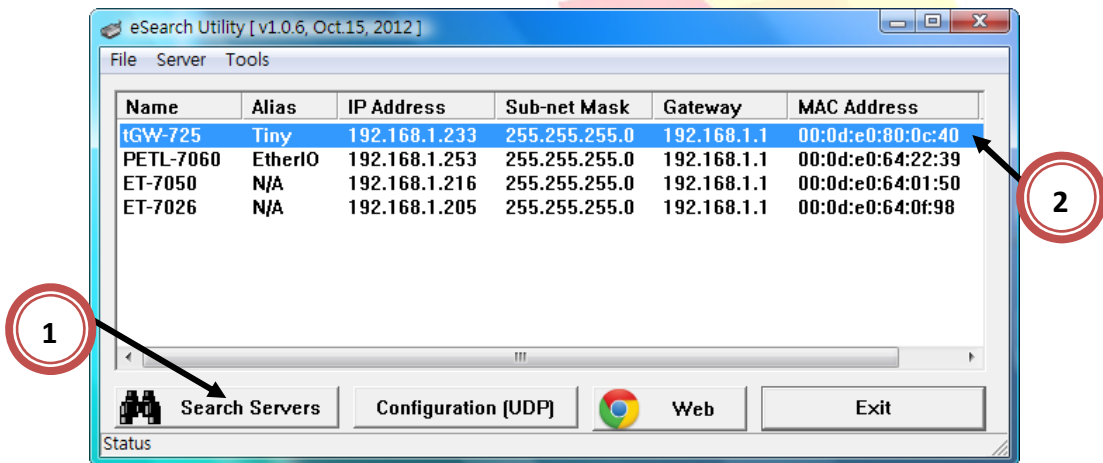 eSearch Utility [ v1.0.6, Oct.15, 2012 ]
File Server Tools
Name Alias IP Address Sub-net Mask Gateway MAC Address
tGW-725 Tiny 192.168.1.233 255.255.255.0 192.168.1.1 00:0d:e0:80:0c:40
PETL-7060 EtherIO 192.168.1.253 255.255.255.0 192.168.1.1 00:0d:e0:64:22:39
ET-7050 N/A 192.168.1.216 255.255.255.0 192.168.1.1 00:0d:e0:64:01:50
ET-7026 N/A 192.168.1.205 255.255.255.0 192.168.1.1 00:0d:e0:64:0f:98
2
1
Search Servers Configuration (UDP) Web Exit
Status